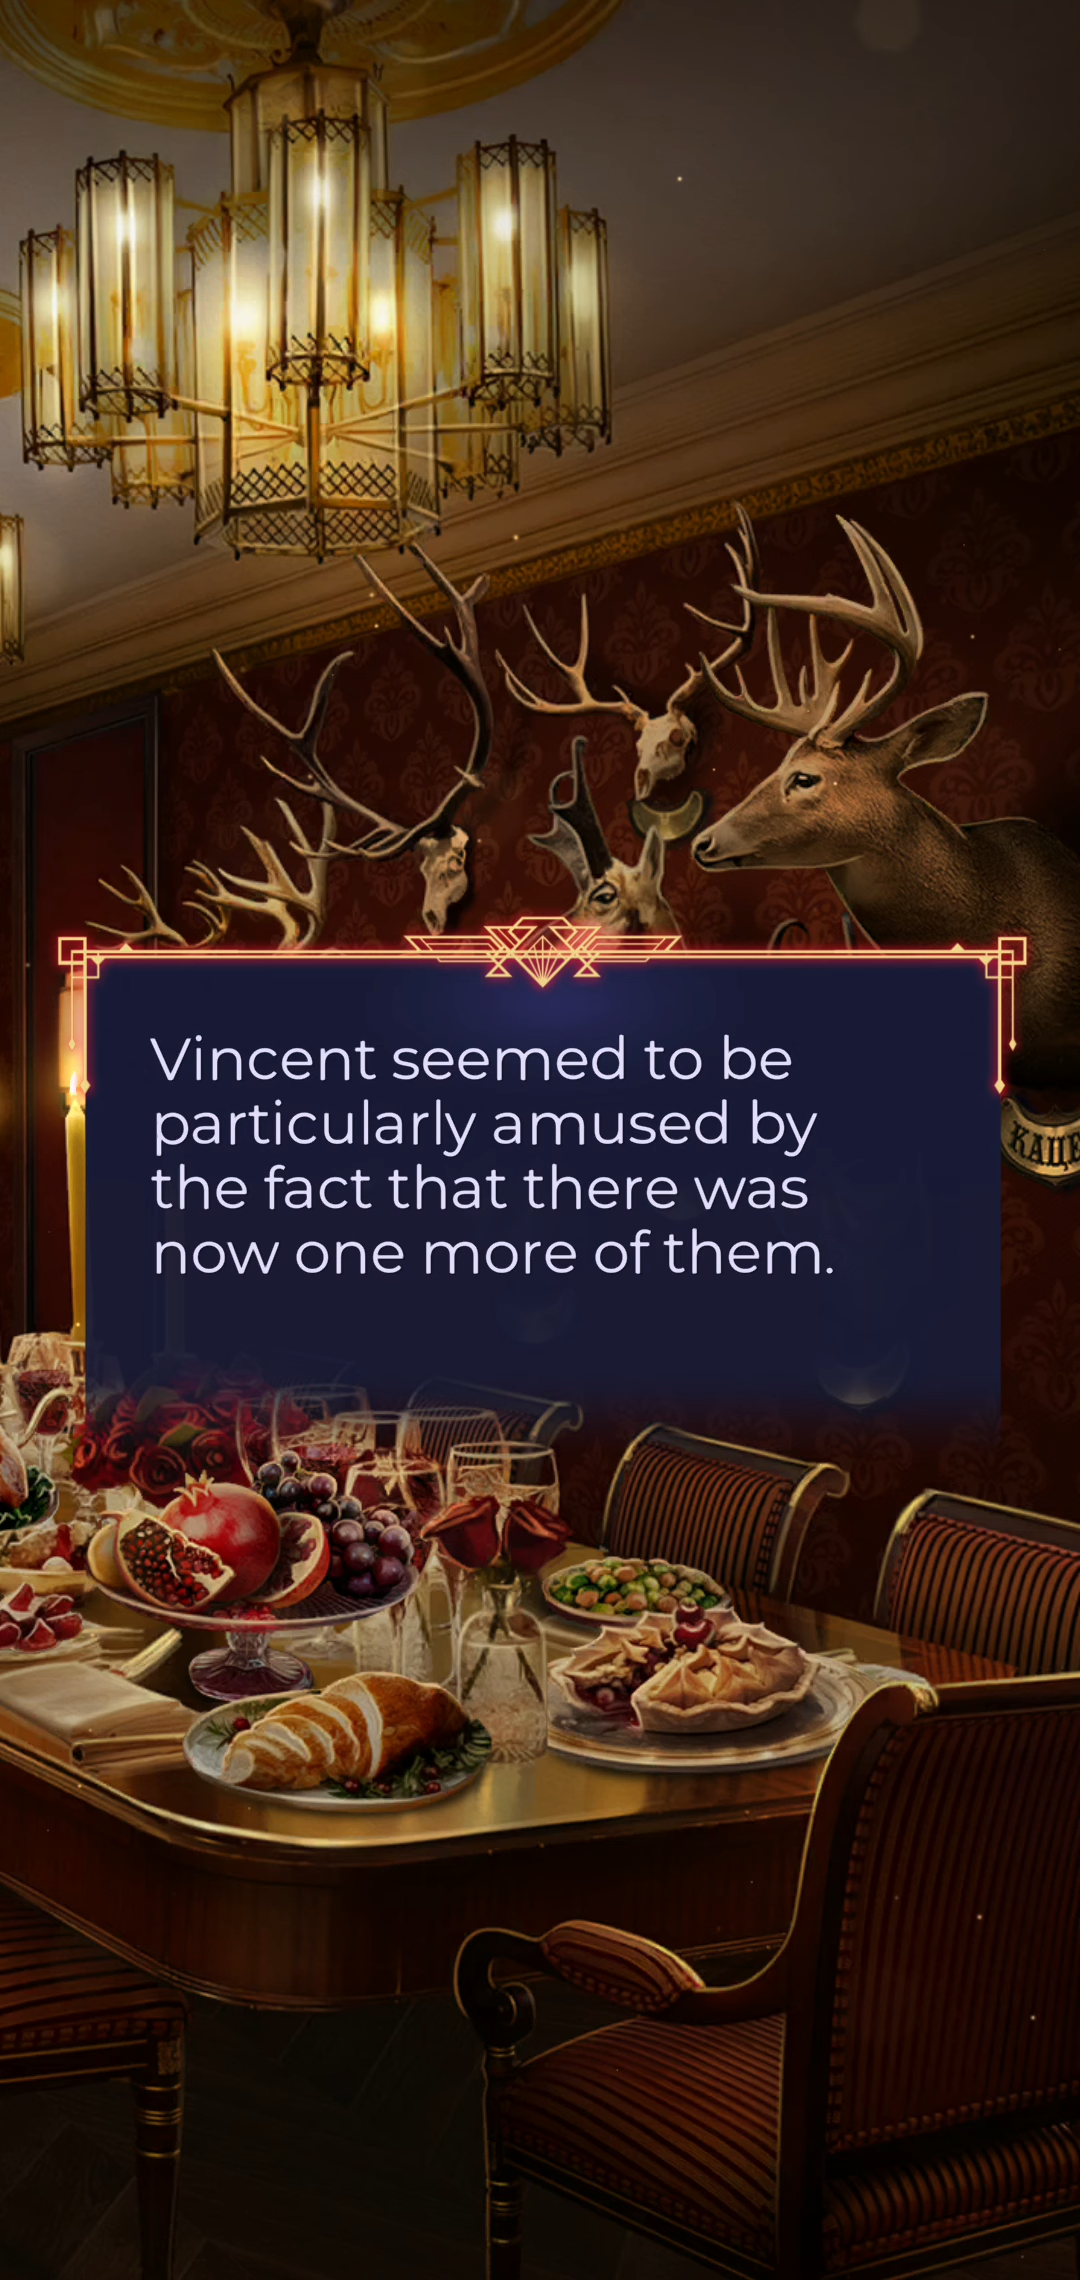 Vincent seemed to be
particularly amused by
the fact that there was
now one more of them.